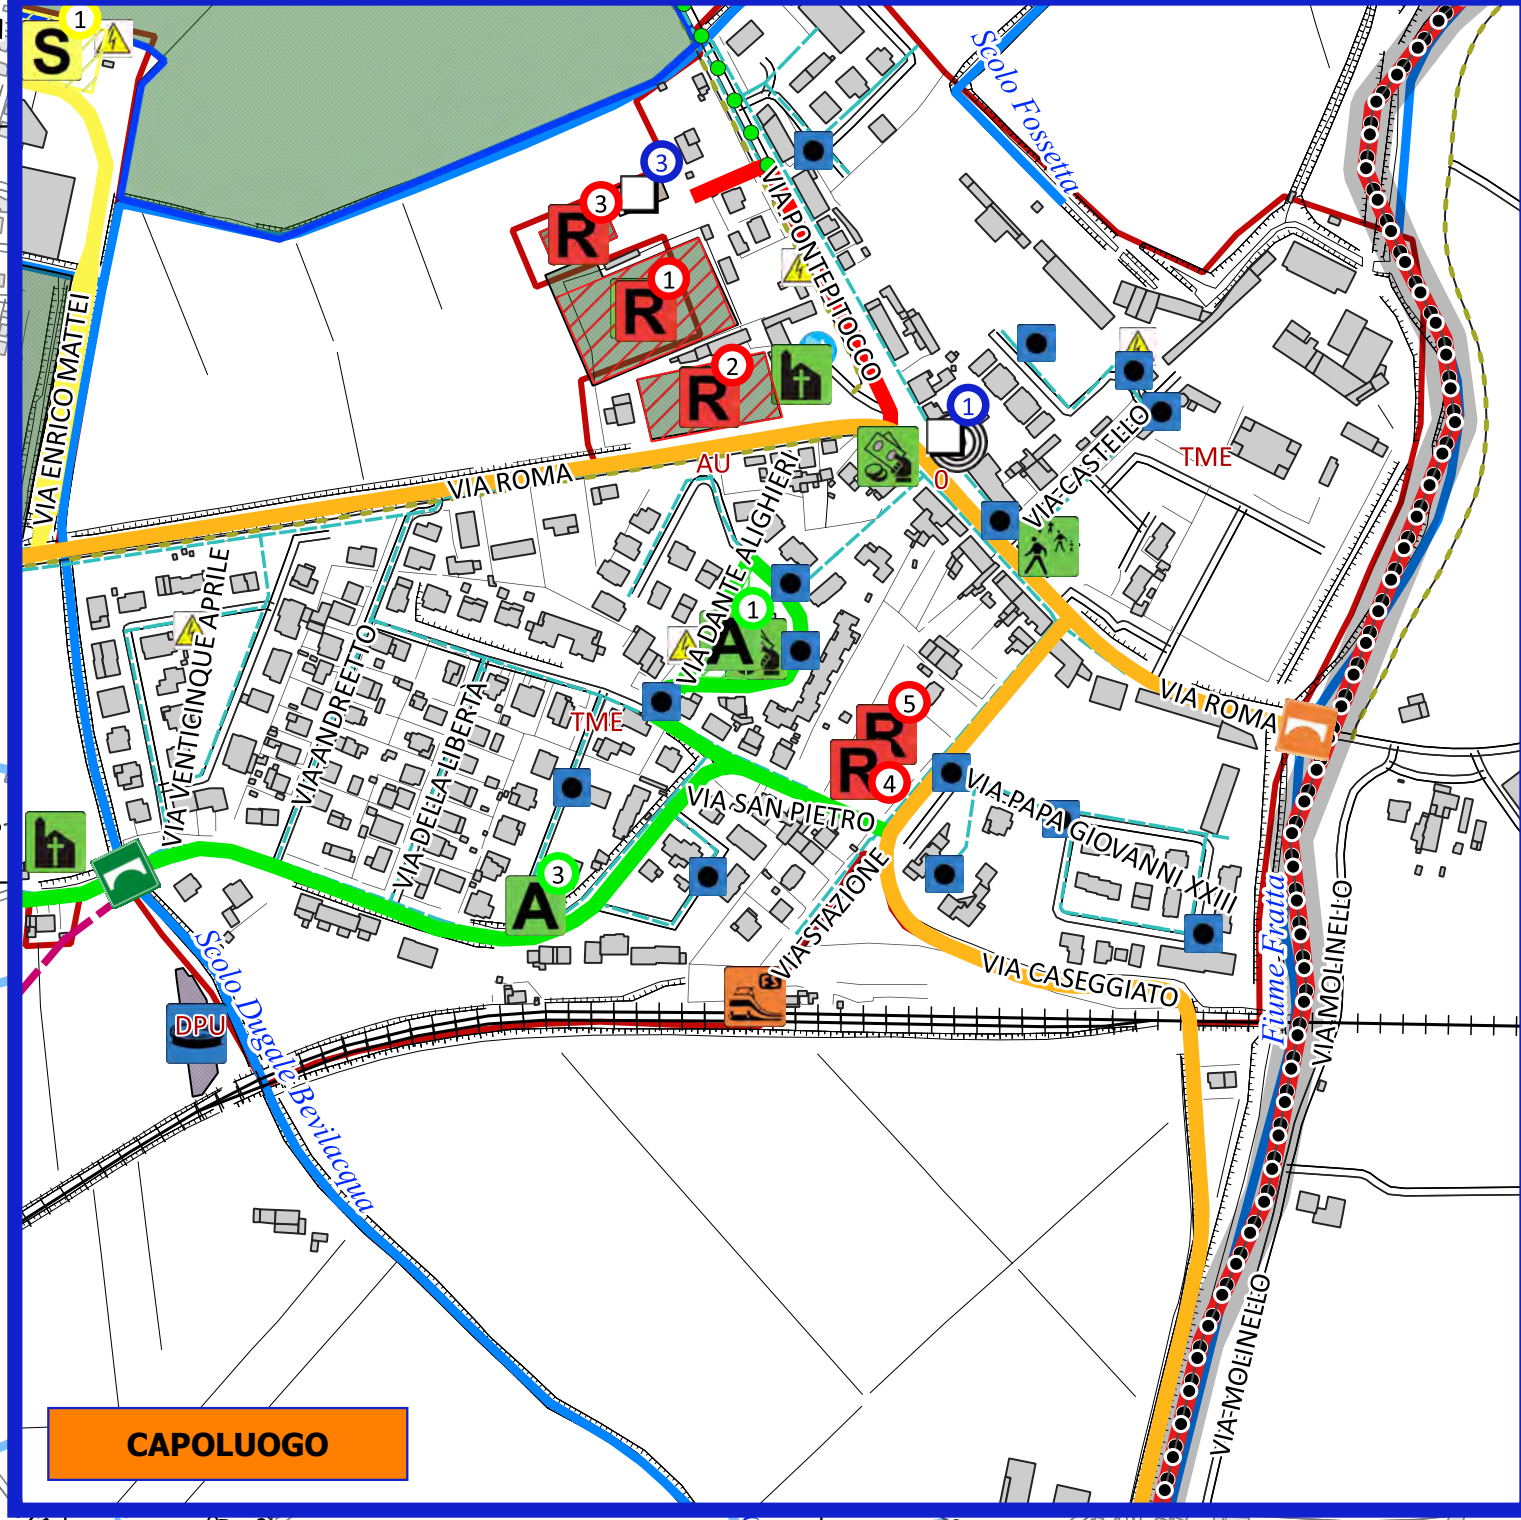 1
S
Scolo Fossetta
3
3
R
VIA PONTEPITOCCO
1
R
2
R
VIA ENRICO MATTEI
1
VIA CASTELLO
TME
VIA ROMA
AU
0
VIA DANTE ALIGHIERI
VIA VENTICINQUE APRILE
1
A
VIA ANDREEFFIO
VIA DELLA LIBERTA'
TME
5
R
R
4
VIA ROMA
VIA SAN PIETRO
VIA PAPA GIOVANNI XXIII
3
A
VIA STAZIONE
VIA CASEGGIATO
Fiume Fratta
VIA MOLINELLO
Scolo Dugale Bevilacqua
DPU
VIA MOLINELLO
CAPOLUOGO